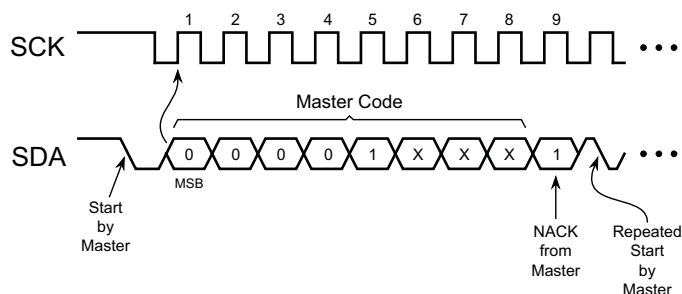 1 2 3 4 5 6 7 8 9
SCK
Master Code
SDA
0 0 0 0 1 X X X 1
MSB
Start
by
Master
NACK
from
Master
Repeated
Start
by
Master